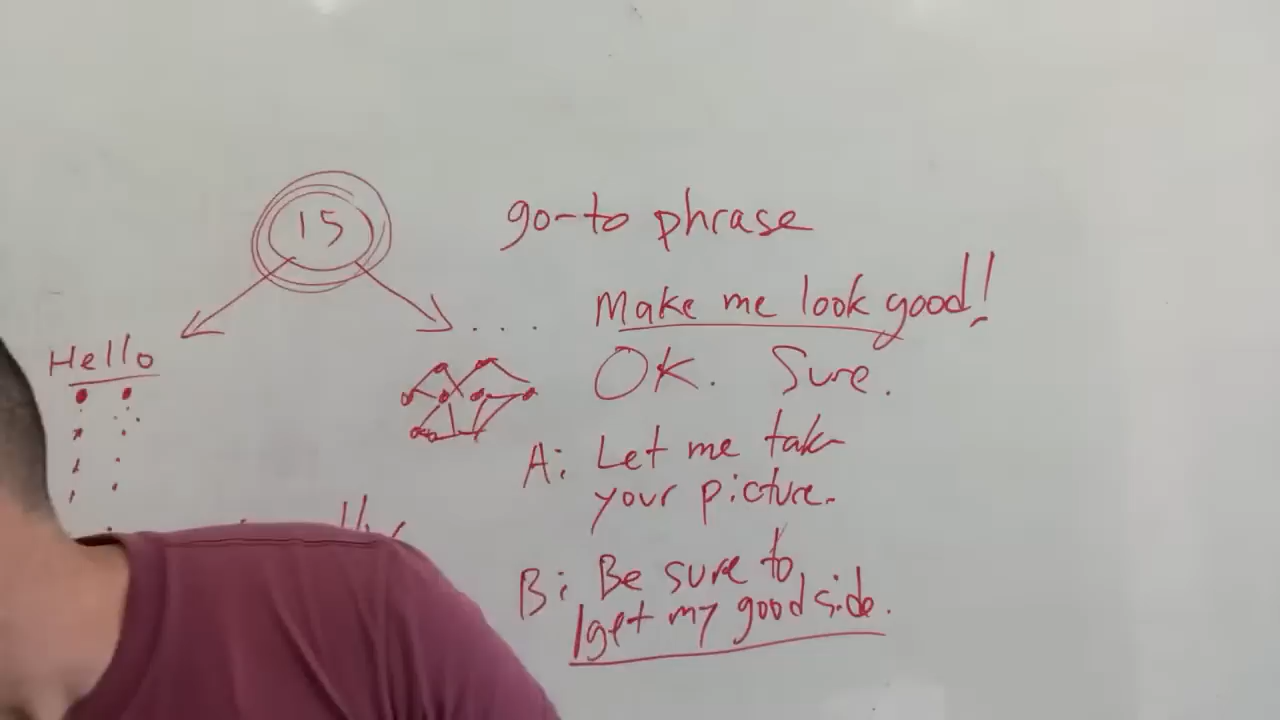 15
go-to phrase
Make me look good!
Hello
OK. Sure.
A: Let me take
your picture.
B: Be sure to
get my good side.